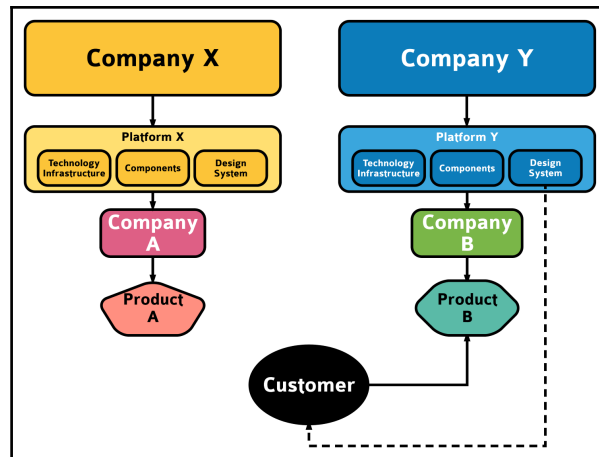 Company X
Company Y
Platform X
Technology
Infrastructure
Components
Design
System
Platform Y
Technology
Infrastructure
Components
Design
System
Company
A
Company
B
Product
A
Product
B
Customer